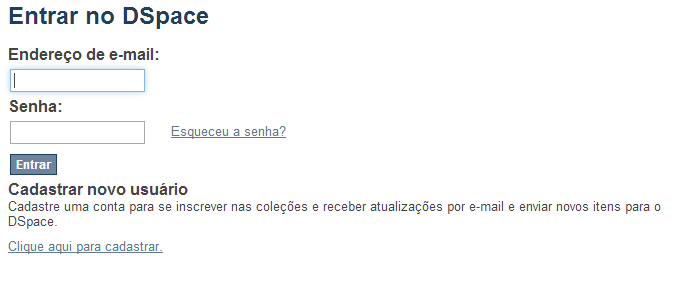 Entrar no DSpace
Endereço de e-mail:
Senha:
Esqueceu a senha?
Entrar
Cadastrar novo usuário
Cadastre uma conta para se inscrever nas coleções e receber atualizações por e-mail e enviar novos itens para o
DSpace.
Clique aqui para cadastrar.